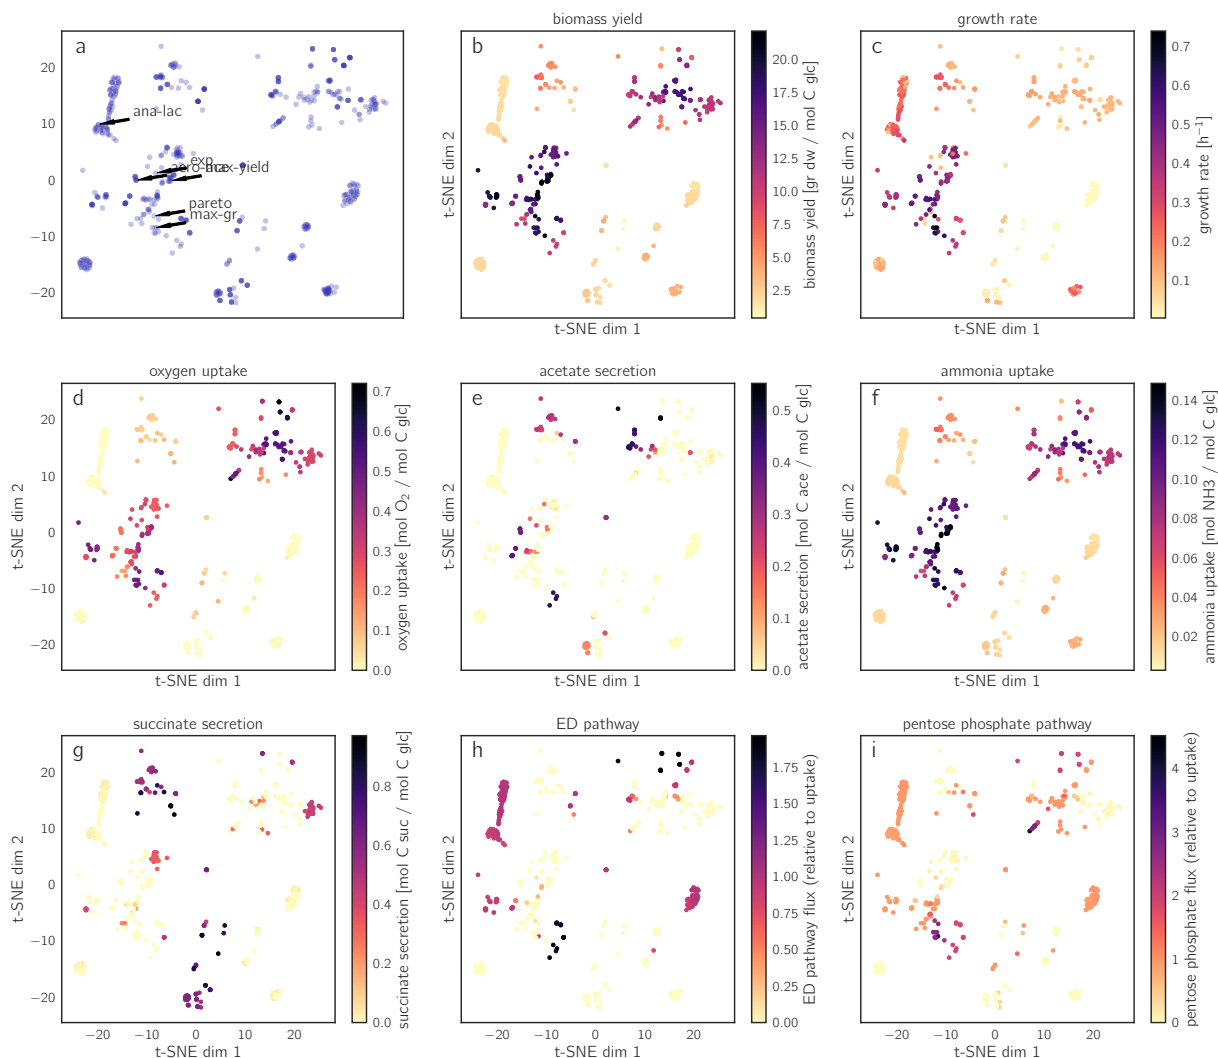 biomass yield
growth rate
a
b
c
20
10
0
−10
−20
ana-lac
exp
max-yield
pareto
max-gr
t-SNE dim 2
t-SNE dim 1
20.0
17.5
15.0
12.5
10.0
7.5
5.0
2.5
biomass yield [gr dw / mol C glc]
t-SNE dim 2
t-SNE dim 1
0.7
0.6
0.5
0.4
0.3
0.2
0.1
growth rate [h⁻¹]
oxygen uptake
acetate secretion
ammonia uptake
d
e
f
t-SNE dim 2
20
10
0
−10
−20
t-SNE dim 1
0.7
0.6
0.5
0.4
0.3
0.2
0.1
0.0
oxygen uptake [mol O₂ / mol C glc]
t-SNE dim 2
t-SNE dim 1
0.5
0.4
0.3
0.2
0.1
0.0
acetate secretion [mol C ace / mol C glc]
t-SNE dim 2
t-SNE dim 1
0.14
0.12
0.10
0.08
0.06
0.04
0.02
ammonia uptake [mol NH3 / mol C glc]
succinate secretion
ED pathway
pentose phosphate pathway
g
h
i
t-SNE dim 2
20
10
0
−10
−20
−20
−10
0
10
20
t-SNE dim 1
0.8
0.6
0.4
0.2
0.0
succinate secretion [mol C suc / mol C glc]
t-SNE dim 2
−20
−10
0
10
20
t-SNE dim 1
1.75
1.50
1.25
1.00
0.75
0.50
0.25
0.00
ED pathway flux (relative to uptake)
t-SNE dim 2
−20
−10
0
10
20
t-SNE dim 1
4
3
2
1
0
pentose phosphate flux (relative to uptake)